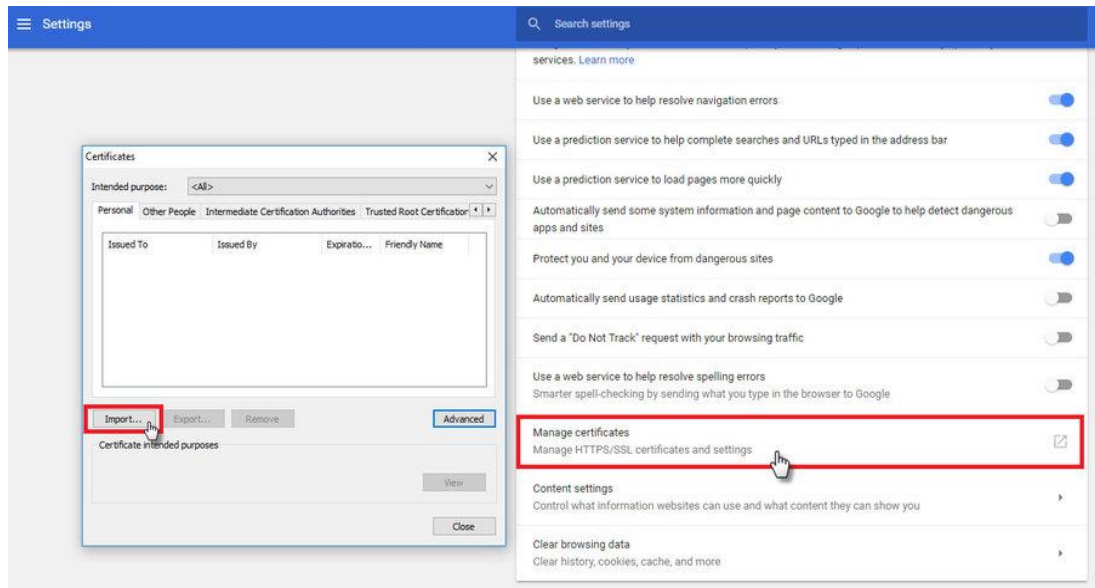 Settings
Search settings
services. Learn more
Use a web service to help resolve navigation errors
Use a prediction service to help complete searches and URLs typed in the address bar
Use a prediction service to load pages more quickly
Automatically send some system information and page content to Google to help detect dangerous
apps and sites
Protect you and your device from dangerous sites
Automatically send usage statistics and crash reports to Google
Send a "Do Not Track" request with your browsing traffic
Use a web service to help resolve spelling errors
Smarter spell-checking by sending what you type in the browser to Google
Manage certificates
Manage HTTPS/SSL certificates and settings
Content settings
Control what information websites can use and what content they can show you
Clear browsing data
Clear history, cookies, cache, and more
Certificates
Intended purpose: <All>
Personal Other People Intermediate Certification Authorities Trusted Root Certification
Issued To Issued By Expiratio... Friendly Name
Import... Export... Remove Advanced
Certificate intended purposes
View
Close